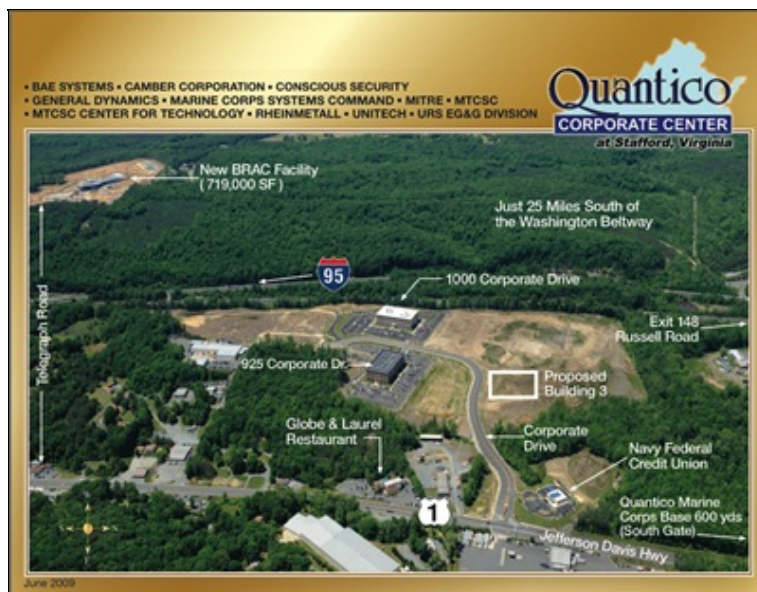 • BAE SYSTEMS • CAMBER CORPORATION • CONSCIOUS SECURITY
• GENERAL DYNAMICS • MARINE CORPS SYSTEMS COMMAND • MITRE • MTCSC
• MTCSC CENTER FOR TECHNOLOGY • RHEINMETALL • UNITECH • URS EG&G DIVISION
Quantico
CORPORATE CENTER
at Stafford, Virginia
New BRAC Facility
(719,000 SF)
Just 25 Miles South of
the Washington Beltway
95
1000 Corporate Drive
Telegraph Road
Exit 148
Russell Road
925 Corporate Dr.
Proposed
Building 3
Globe & Laurel
Restaurant
Corporate
Drive
Navy Federal
Credit Union
1
Quantico Marine
Corps Base 600 yds
(South Gate)
Jefferson Davis Hwy
June 2009